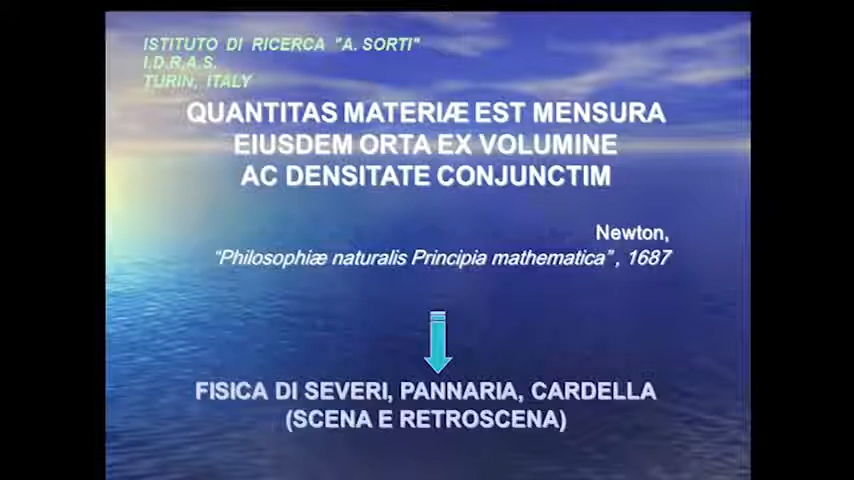 ISTITUTO DI RICERCA "A. SORTI"
I.D.R.A.S.
TURIN, ITALY
QUANTITAS MATERIÆ EST MENSURA
EIUSDEM ORTA EX VOLUMINE
AC DENSITATE CONJUNCTIM
Newton,
"Philosophiæ naturalis Principia mathematica", 1687
FISICA DI SEVERI, PANNARIA, CARDELLA
(SCENA E RETROSCENA)